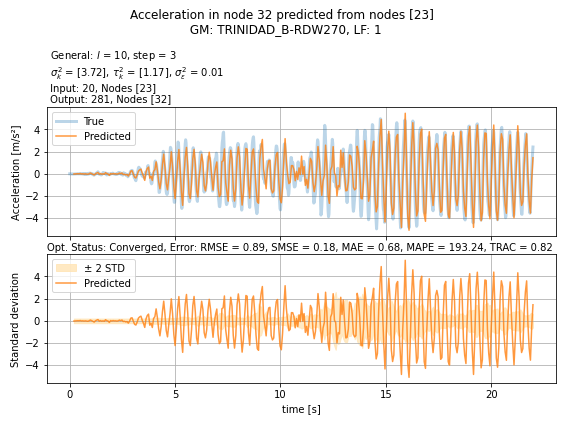 Acceleration in node 32 predicted from nodes [23]
GM: TRINIDAD_B-RDW270, LF: 1
General: l = 10, step = 3
σ²ₖ = [3.72], τ²ₖ = [1.17], σ²ε = 0.01
Input: 20, Nodes [23]
Output: 281, Nodes [32]
True
Predicted
Acceleration [m/s²]
4
2
0
−2
−4
Opt. Status: Converged, Error: RMSE = 0.89, SMSE = 0.18, MAE = 0.68, MAPE = 193.24, TRAC = 0.82
± 2 STD
Predicted
Standard deviation
4
2
0
−2
−4
0 5 10 15 20
time [s]